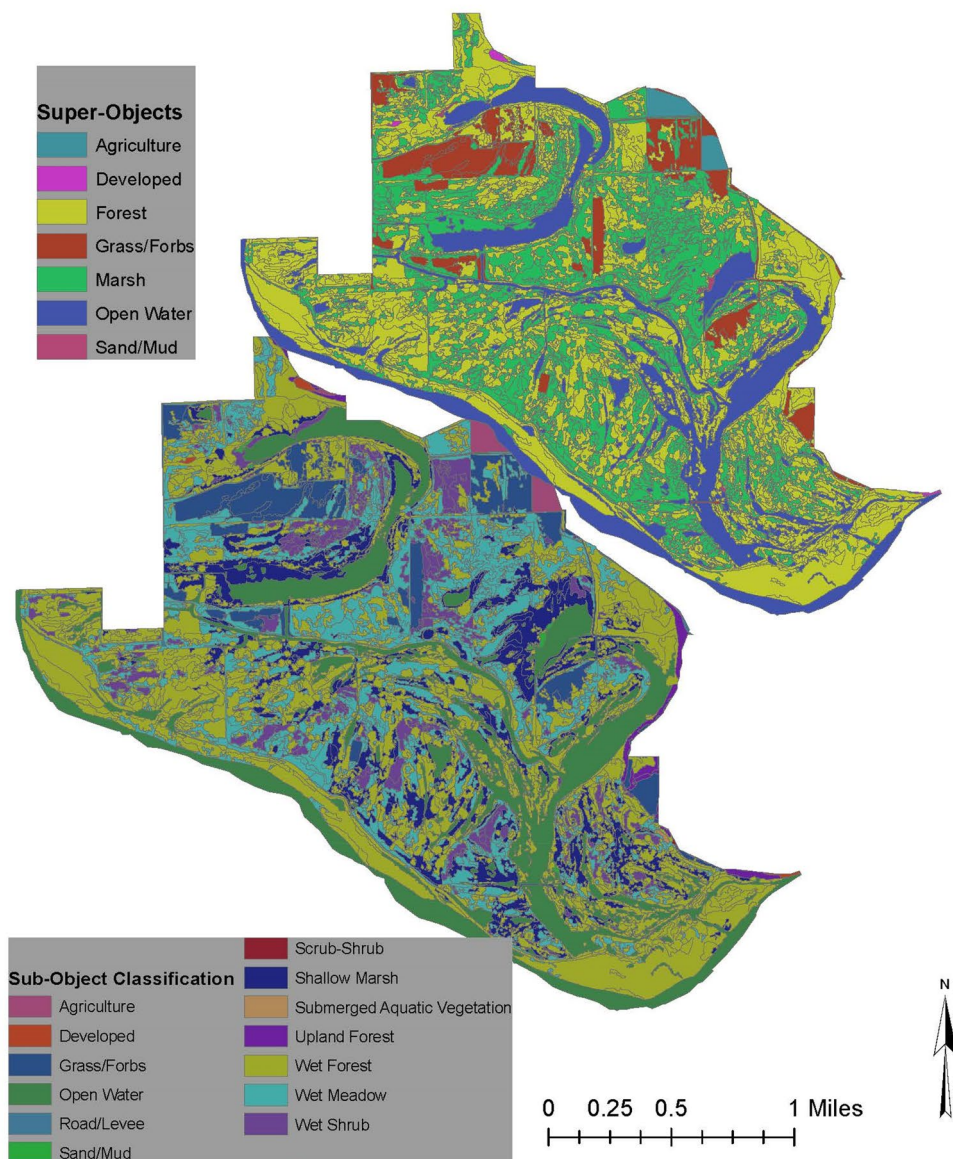 Super-Objects
Agriculture
Developed
Forest
Grass/Forbs
Marsh
Open Water
Sand/Mud
Sub-Object Classification
Agriculture
Developed
Grass/Forbs
Open Water
Road/Levee
Sand/Mud
Scrub-Shrub
Shallow Marsh
Submerged Aquatic Vegetation
Upland Forest
Wet Forest
Wet Meadow
Wet Shrub
N
0 0.25 0.5 1 Miles